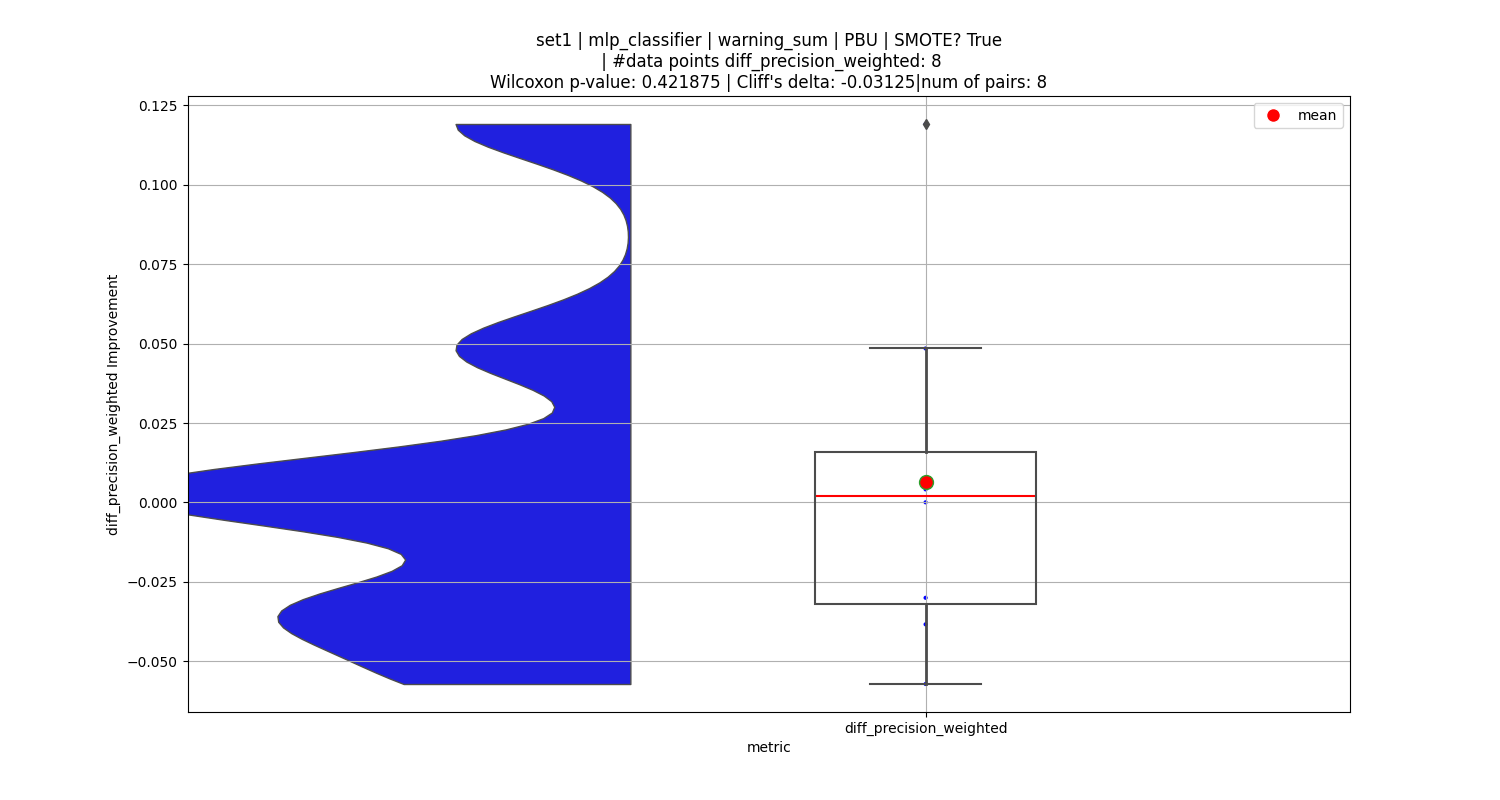 set1 | mlp_classifier | warning_sum | PBU | SMOTE? True
| #data points diff_precision_weighted: 8
Wilcoxon p-value: 0.421875 | Cliff's delta: -0.03125|num of pairs: 8
mean
0.125
0.100
0.075
0.050
0.025
0.000
−0.025
−0.050
diff_precision_weighted Improvement
diff_precision_weighted
metric